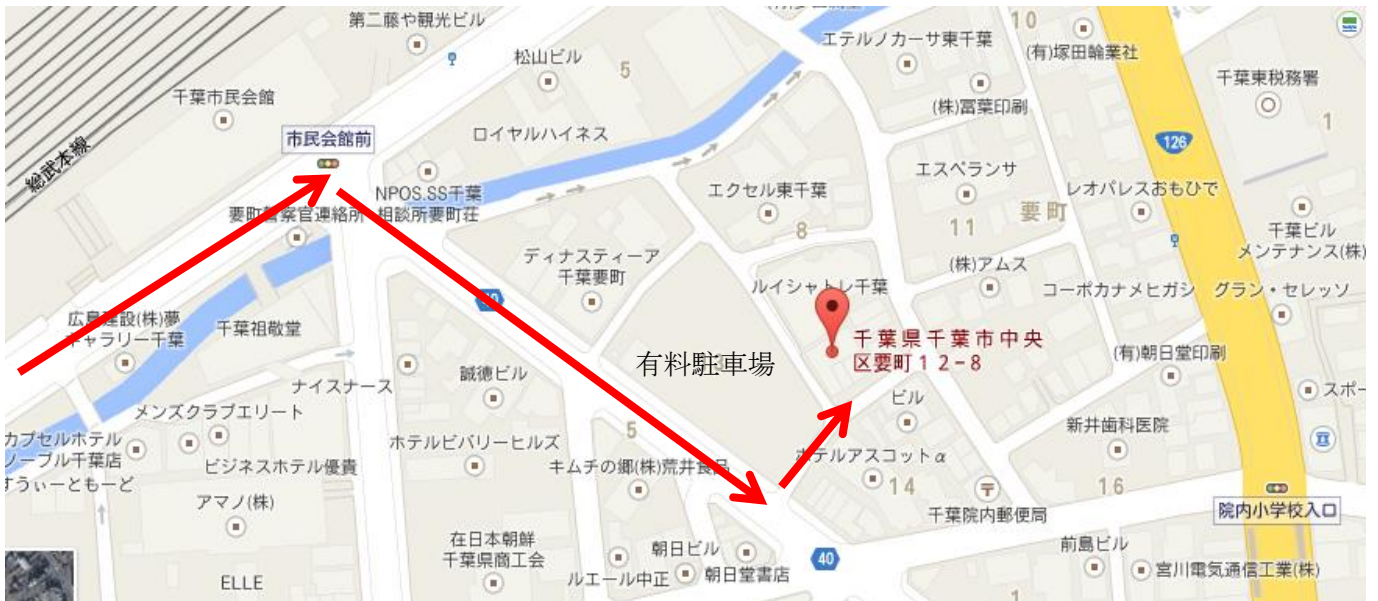 第二藤や観光ビル
松山ビル
5
エテルノカーサ東千葉
10
(有)塚田輪業社
千葉東税務署
千葉市民会館
(株)冨葉印刷
1
総武本線
市民会館前
ロイヤルハイネス
126
NPOS.SS千葉
相談所要町荘
エクセル東千葉
エスペランサ
レオパレスおもひで
要町
11
8
千葉ビル
メンテナンス(株)
ディナスティーア
千葉要町
(株)アムス
ルイシャトレ千葉
コーポカナメヒガシ
グラン・セレッソ
広島建設(株)夢
ギャラリー千葉
千葉祖敬堂
千葉県千葉市中央
区要町12-8
(有)朝日堂印刷
有料駐車場
誠徳ビル
ナイスナース
ビル
スポー
メンズクラブエリート
新井歯科医院
カプセルホテル
ノーブル千葉店
すうぃーともーど
ビジネスホテル優貴
ホテルビバリーヒルズ
5
キムチの郷(株)荒井食品
ホテルアスコットα
14
16
アマノ(株)
千葉院内郵便局
院内小学校入口
在日本朝鮮
千葉県商工会
朝日ビル
40
前島ビル
ELLE
ルエール中正
朝日堂書店
宮川電気通信工業(株)
1